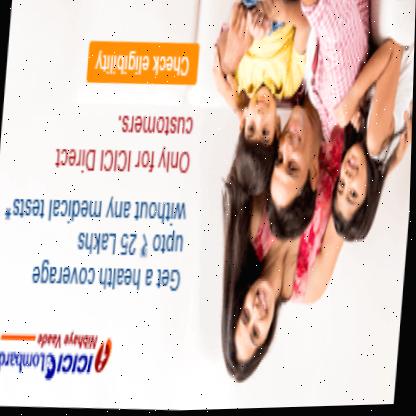 ICICI Lombard
Nibhaye Vaade
Get a health coverage
upto ₹ 25 Lakhs
without any medical tests*
Only for ICICI Direct
customers.
Check eligibility